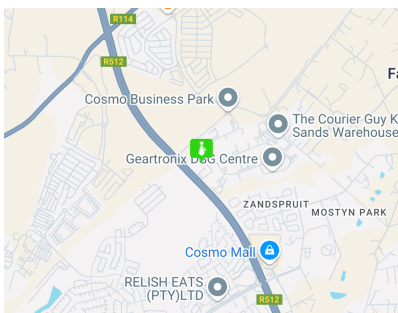 R114
R512
Fa
Cosmo Business Park
The Courier Guy K
Sands Warehouse
Geartronix DSG Centre
ZANDSPRUIT
MOSTYN PARK
Cosmo Mall
RELISH EATS
(PTY)LTD
R512